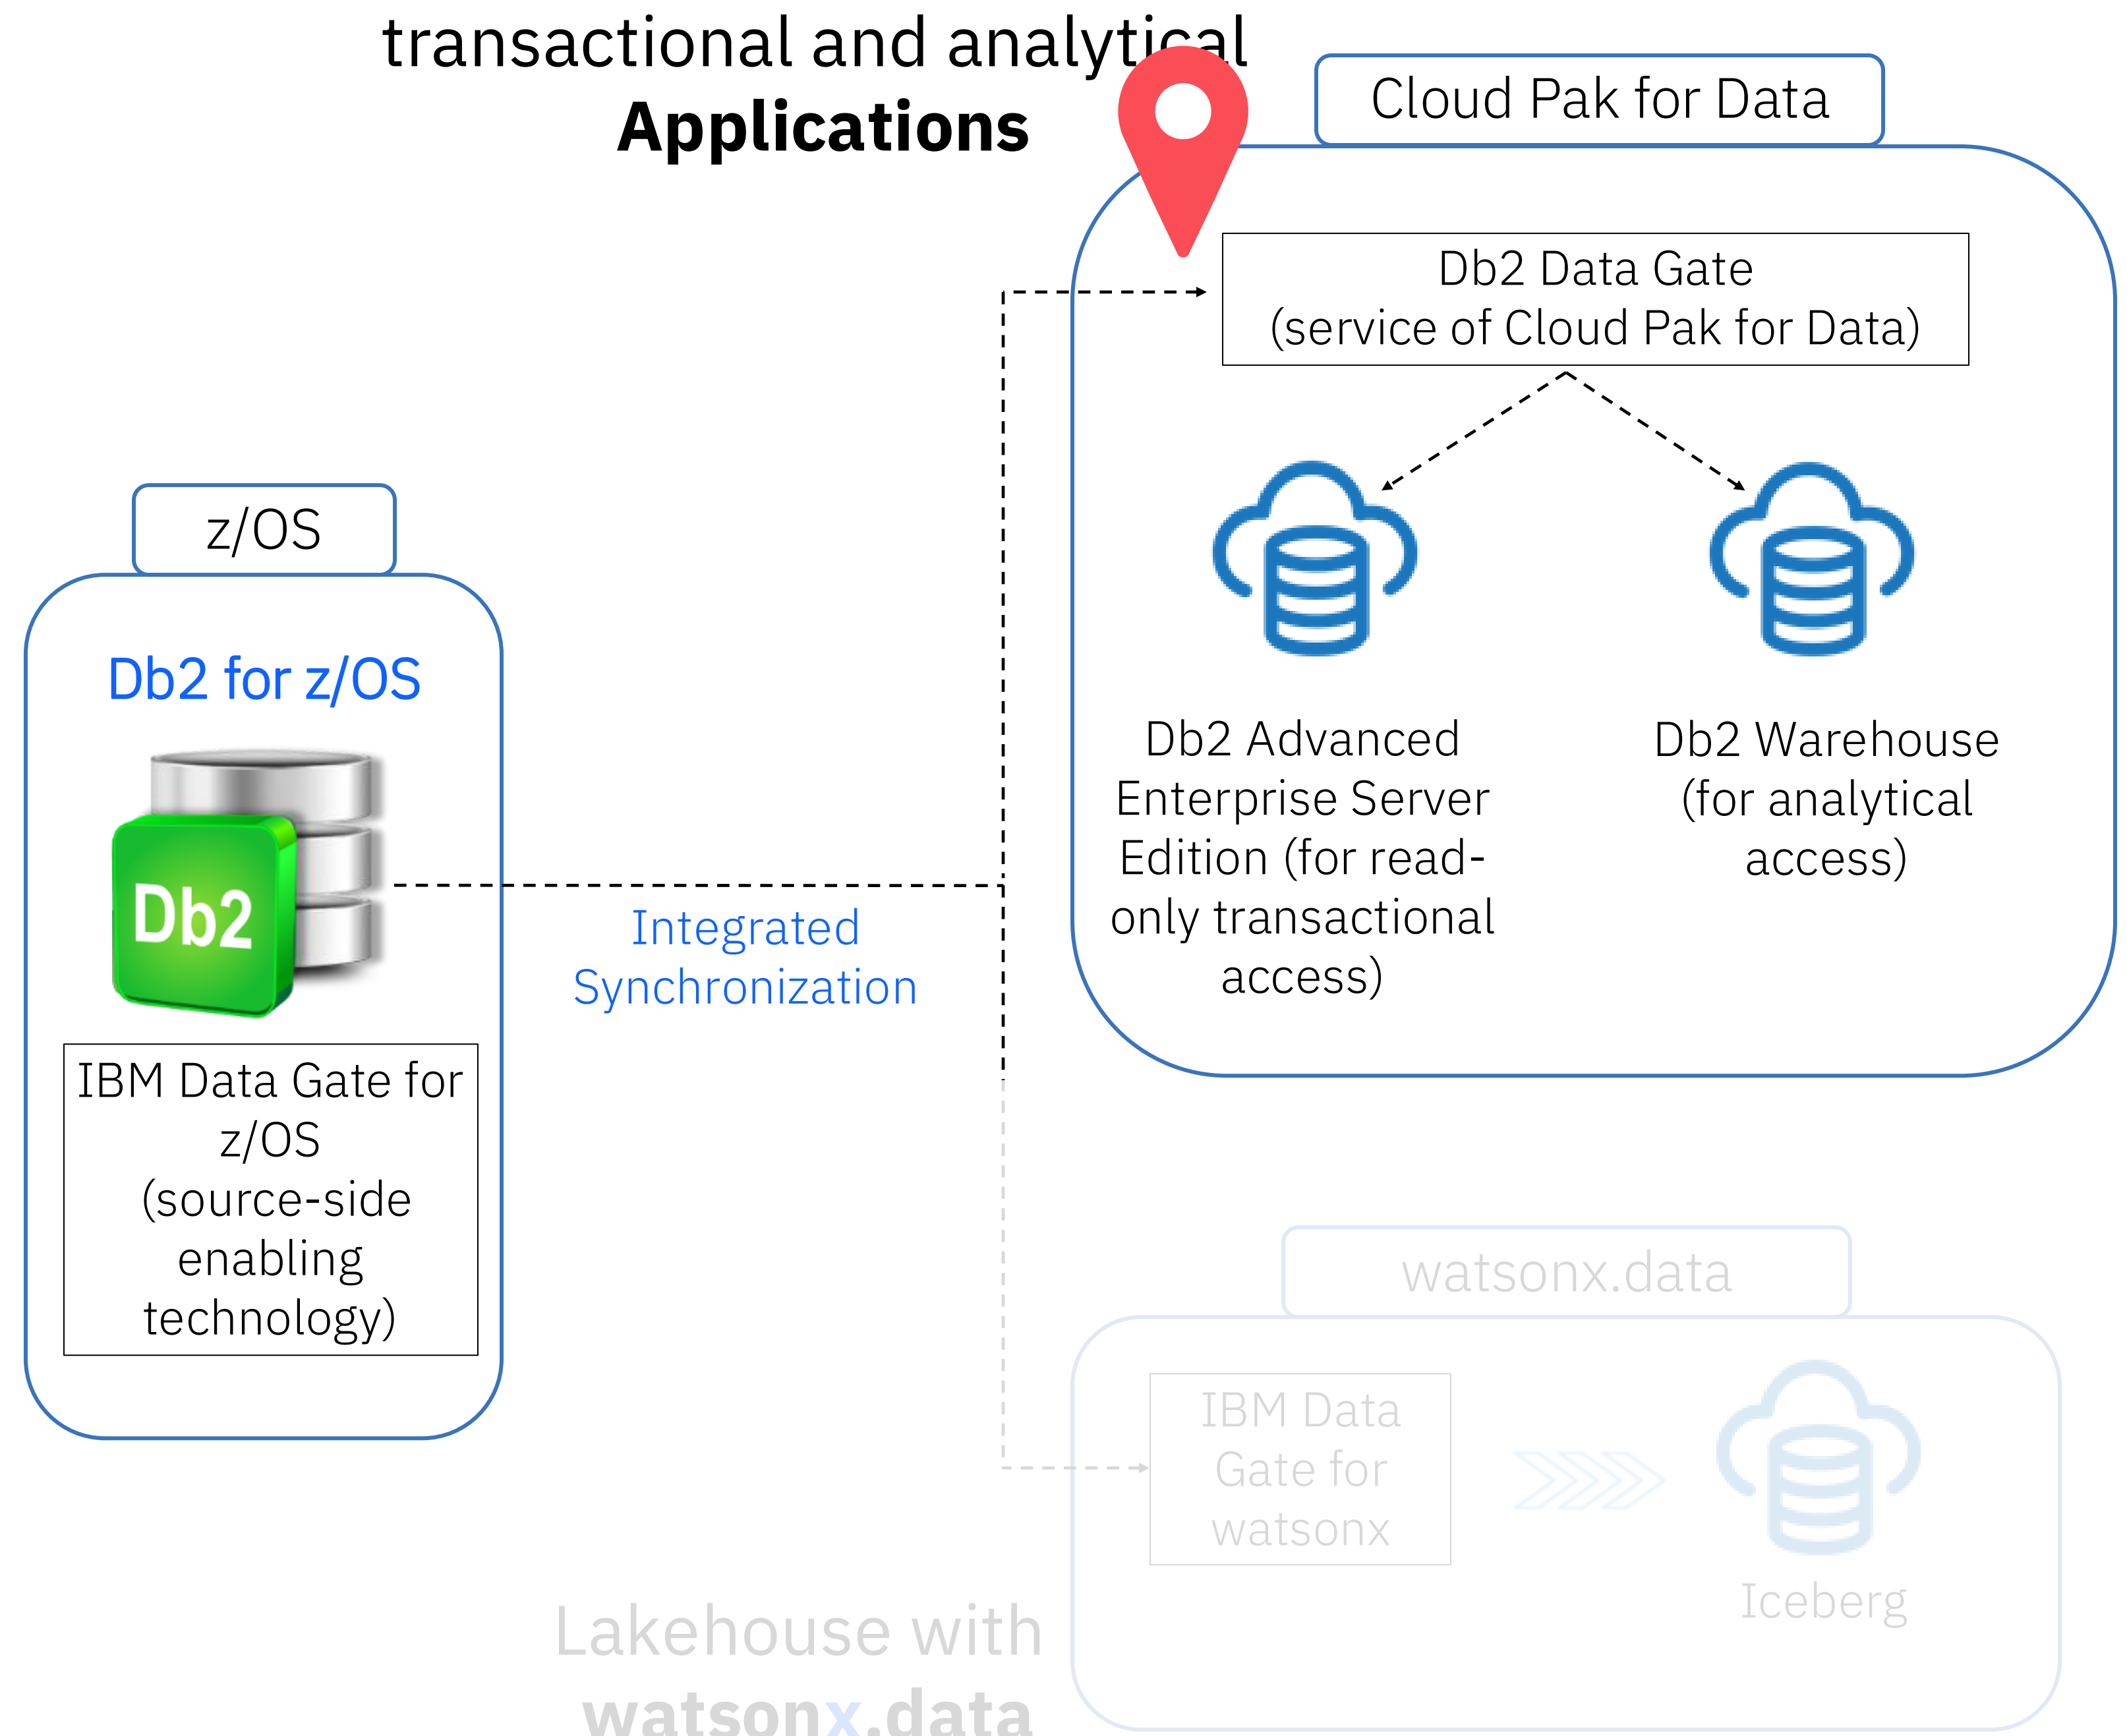 transactional and analytical
Applications
Cloud Pak for Data
Db2 Data Gate
(service of Cloud Pak for Data)
z/OS
Db2 for z/OS
Db2
IBM Data Gate for
z/OS
(source-side
enabling
technology)
Integrated
Synchronization
Db2 Advanced
Enterprise Server
Edition (for read-
only transactional
access)
Db2 Warehouse
(for analytical
access)
watsonx.data
IBM Data
Gate for
watsonx
Iceberg
Lakehouse with
watsonx.data